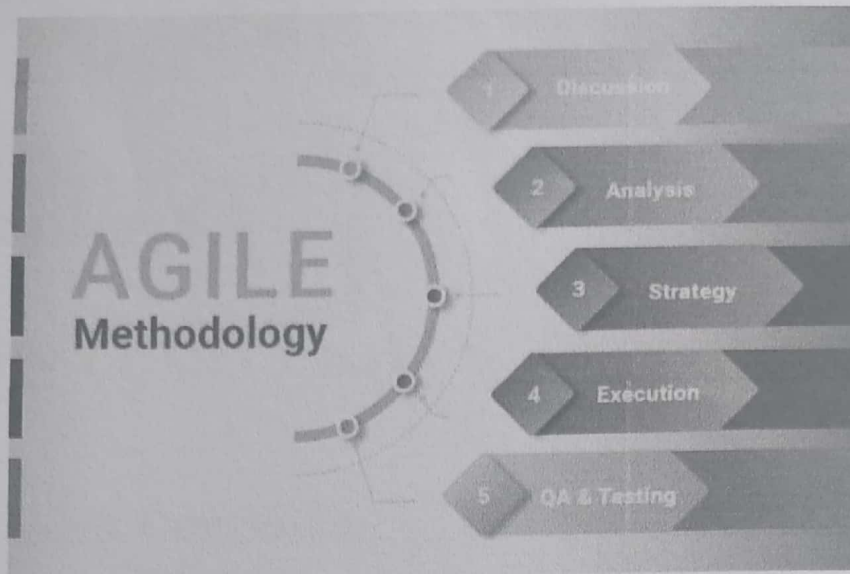 AGILE
Methodology
1 Discussion
2 Analysis
3 Strategy
4 Execution
5 QA & Testing